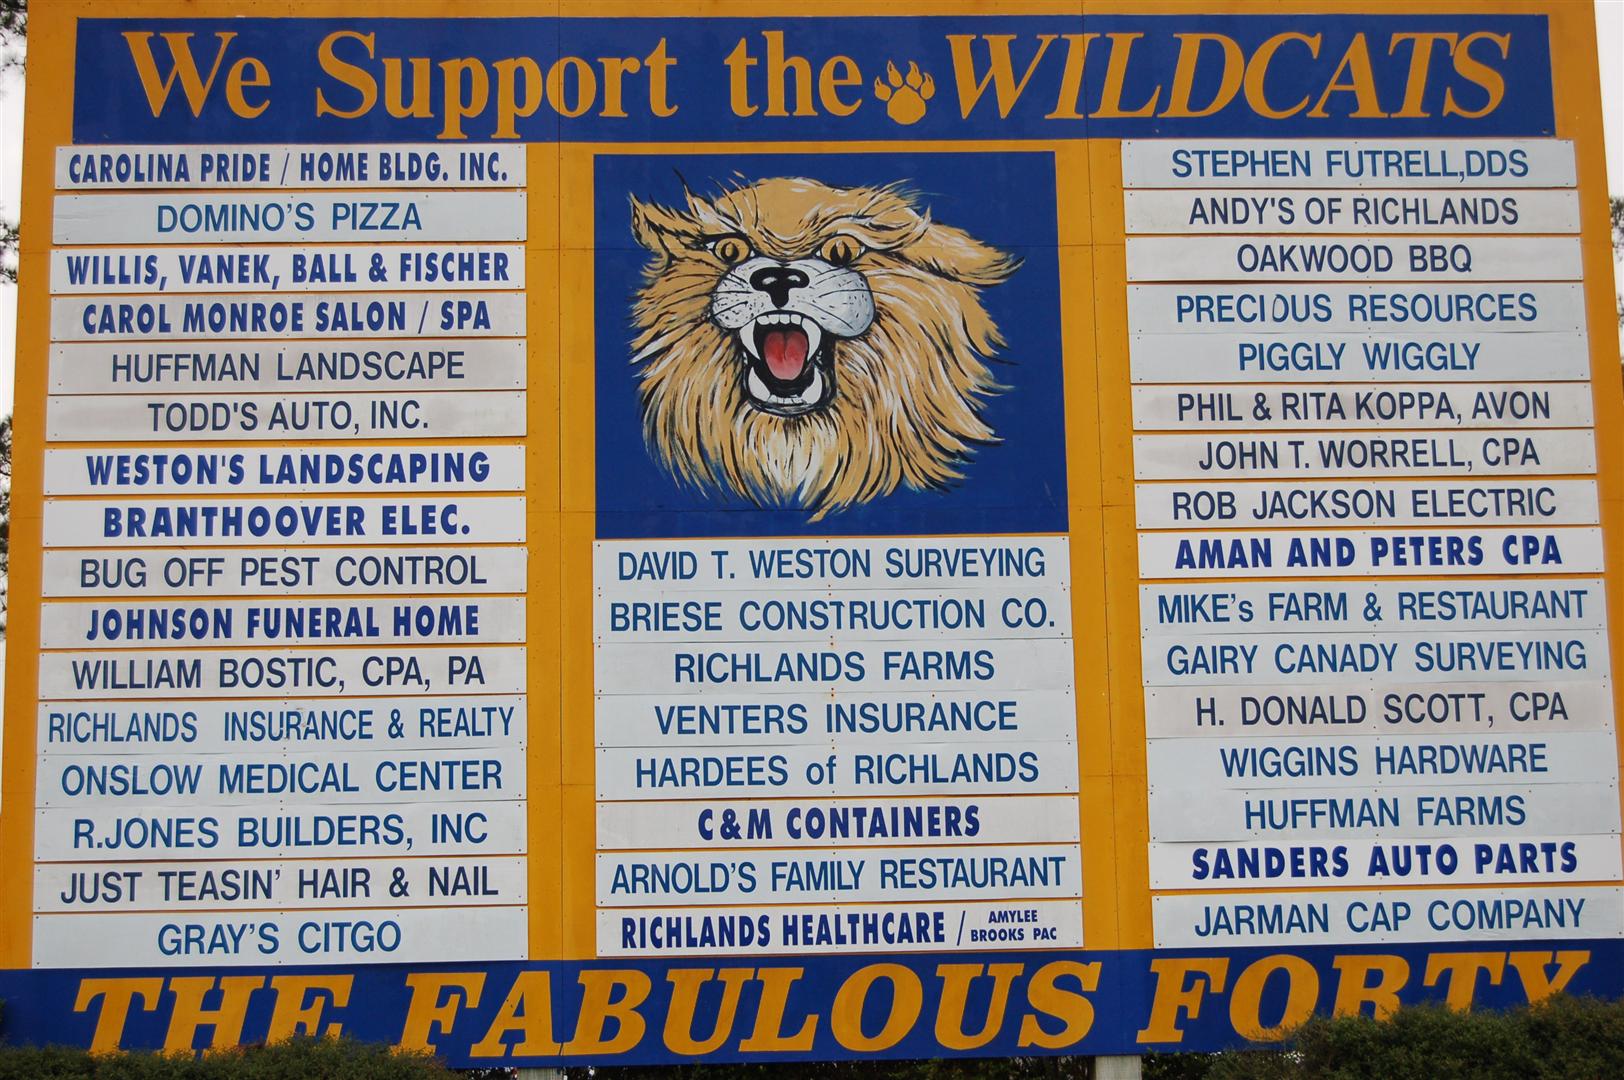 We Support the WILDCATS
CAROLINA PRIDE / HOME BLDG. INC.
DOMINO'S PIZZA
WILLIS, VANEK, BALL & FISCHER
CAROL MONROE SALON / SPA
HUFFMAN LANDSCAPE
TODD'S AUTO, INC.
WESTON'S LANDSCAPING
BRANTHOOVER ELEC.
BUG OFF PEST CONTROL
JOHNSON FUNERAL HOME
WILLIAM BOSTIC, CPA, PA
RICHLANDS INSURANCE & REALTY
ONSLOW MEDICAL CENTER
R.JONES BUILDERS, INC
JUST TEASIN' HAIR & NAIL
GRAY'S CITGO
DAVID T. WESTON SURVEYING
BRIESE CONSTRUCTION CO.
RICHLANDS FARMS
VENTERS INSURANCE
HARDEES of RICHLANDS
C&M CONTAINERS
ARNOLD'S FAMILY RESTAURANT
RICHLANDS HEALTHCARE / AMYLEE BROOKS PAC
STEPHEN FUTRELL,DDS
ANDY'S OF RICHLANDS
OAKWOOD BBQ
PRECIOUS RESOURCES
PIGGLY WIGGLY
PHIL & RITA KOPPA, AVON
JOHN T. WORRELL, CPA
ROB JACKSON ELECTRIC
AMAN AND PETERS CPA
MIKE's FARM & RESTAURANT
GAIRY CANADY SURVEYING
H. DONALD SCOTT, CPA
WIGGINS HARDWARE
HUFFMAN FARMS
SANDERS AUTO PARTS
JARMAN CAP COMPANY
THE FABULOUS FORTY